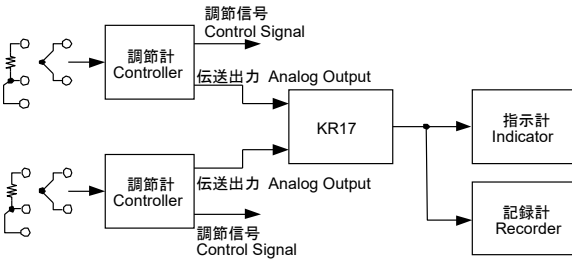 調節信号
Control Signal
調節計
Controller
伝送出力 Analog Output
KR17
指示計
Indicator
調節計
Controller
伝送出力 Analog Output
調節信号
Control Signal
記録計
Recorder